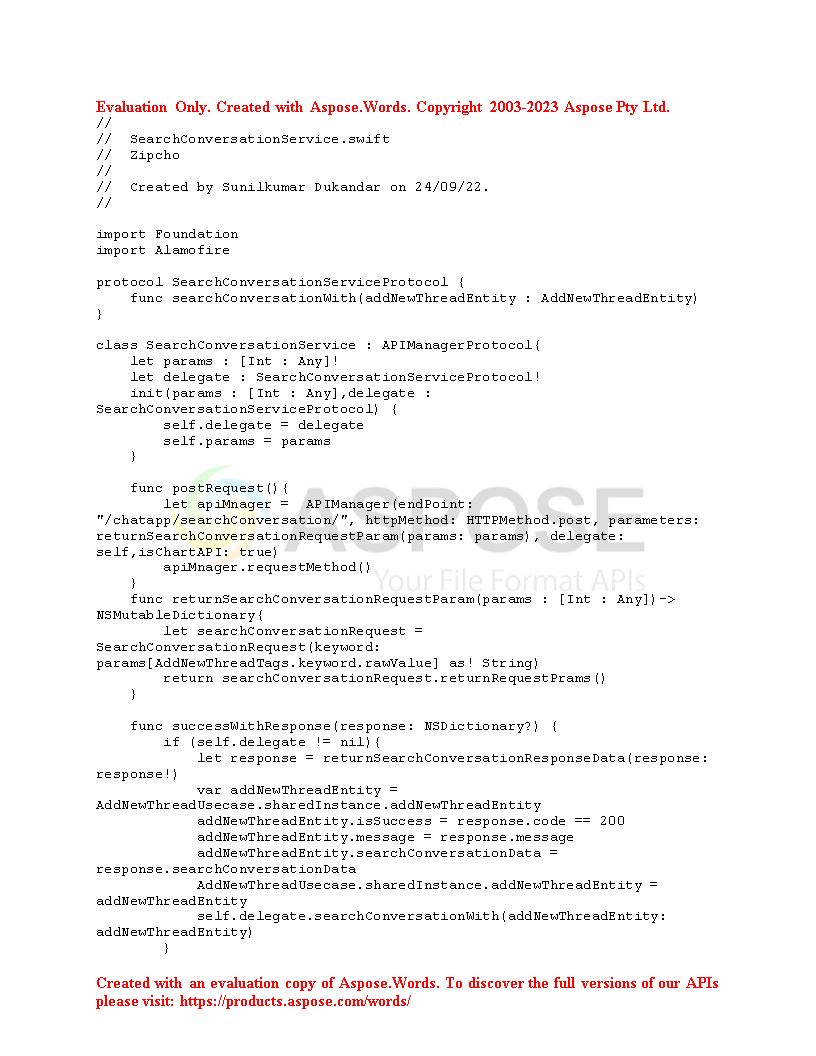 Evaluation Only. Created with Aspose.Words. Copyright 2003-2023 Aspose Pty Ltd.
//
//  SearchConversationService.swift
//  Zipcho
//
//  Created by Sunilkumar Dukandar on 24/09/22.
//
import Foundation
import Alamofire
protocol SearchConversationServiceProtocol {
    func searchConversationWith(addNewThreadEntity : AddNewThreadEntity)
}
class SearchConversationService : APIManagerProtocol{
    let params : [Int : Any]!
    let delegate : SearchConversationServiceProtocol!
    init(params : [Int : Any],delegate :
SearchConversationServiceProtocol) {
        self.delegate = delegate
        self.params = params
    }
    func postRequest(){
        let apiMnager =  APIManager(endPoint:
"/chatapp/searchConversation/", httpMethod: HTTPMethod.post, parameters:
returnSearchConversationRequestParam(params: params), delegate:
self,isChartAPI: true)
        apiMnager.requestMethod()
    }
    func returnSearchConversationRequestParam(params : [Int : Any])->
NSMutableDictionary{
        let searchConversationRequest =
SearchConversationRequest(keyword:
params[AddNewThreadTags.keyword.rawValue] as! String)
        return searchConversationRequest.returnRequestPrams()
    }
    func successWithResponse(response: NSDictionary?) {
        if (self.delegate != nil){
            let response = returnSearchConversationResponseData(response:
response!)
            var addNewThreadEntity =
AddNewThreadUsecase.sharedInstance.addNewThreadEntity
            addNewThreadEntity.isSuccess = response.code == 200
            addNewThreadEntity.message = response.message
            addNewThreadEntity.searchConversationData =
response.searchConversationData
            AddNewThreadUsecase.sharedInstance.addNewThreadEntity =
addNewThreadEntity
            self.delegate.searchConversationWith(addNewThreadEntity:
addNewThreadEntity)
        }
ASPOSE
Your File Format APIs
Created with an evaluation copy of Aspose.Words. To discover the full versions of our APIs
please visit: https://products.aspose.com/words/